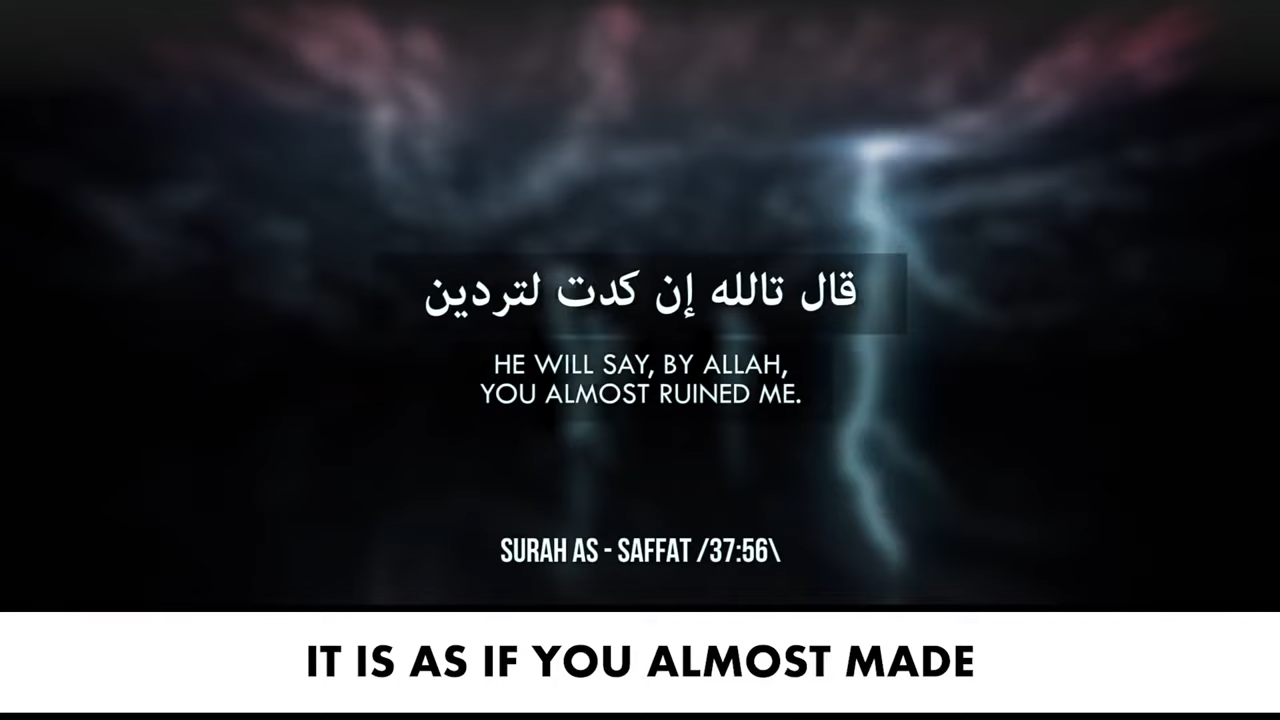 قال تالله إن كدت لتردين
HE WILL SAY, BY ALLAH,
YOU ALMOST RUINED ME.
SURAH AS - SAFFAT /37:56\
IT IS AS IF YOU ALMOST MADE